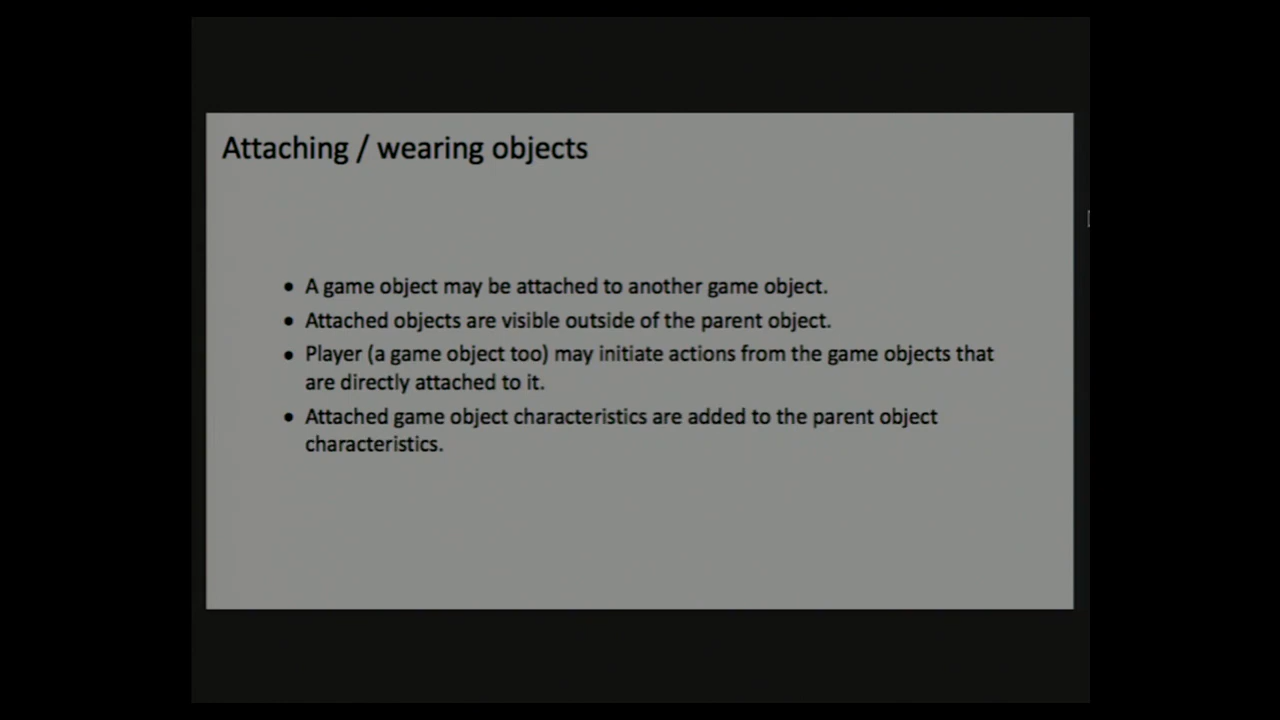 Attaching / wearing objects
• A game object may be attached to another game object.
• Attached objects are visible outside of the parent object.
• Player (a game object too) may initiate actions from the game objects that
are directly attached to it.
• Attached game object characteristics are added to the parent object
characteristics.